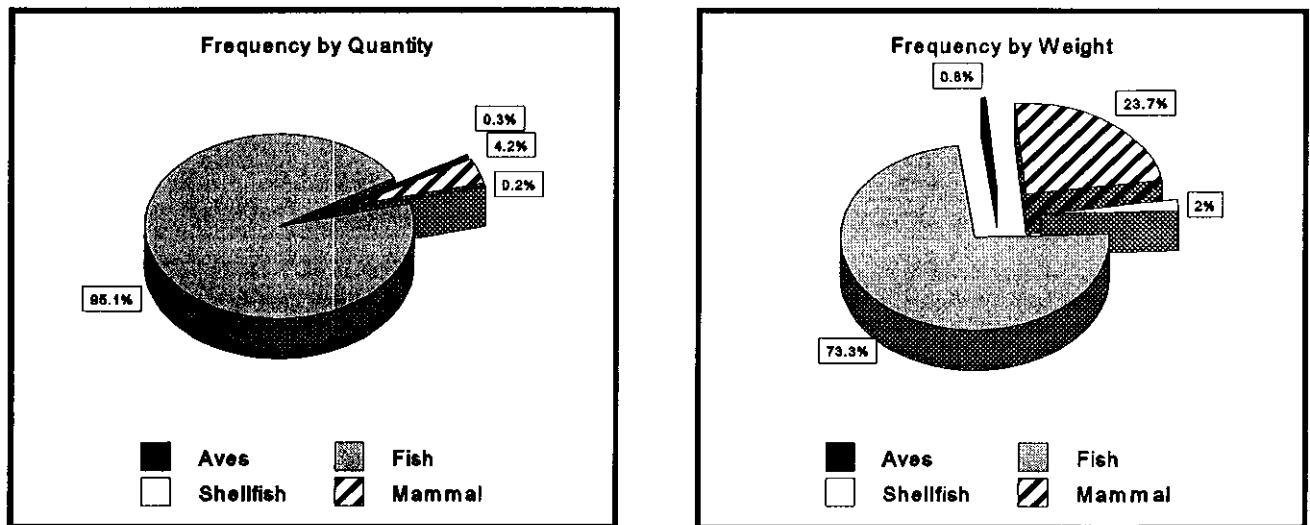 Frequency by Quantity
0.3%
4.2%
0.2%
95.1%
Aves
Fish
Shellfish
Mammal
Frequency by Weight
0.8%
23.7%
2%
73.3%
Aves
Fish
Shellfish
Mammal